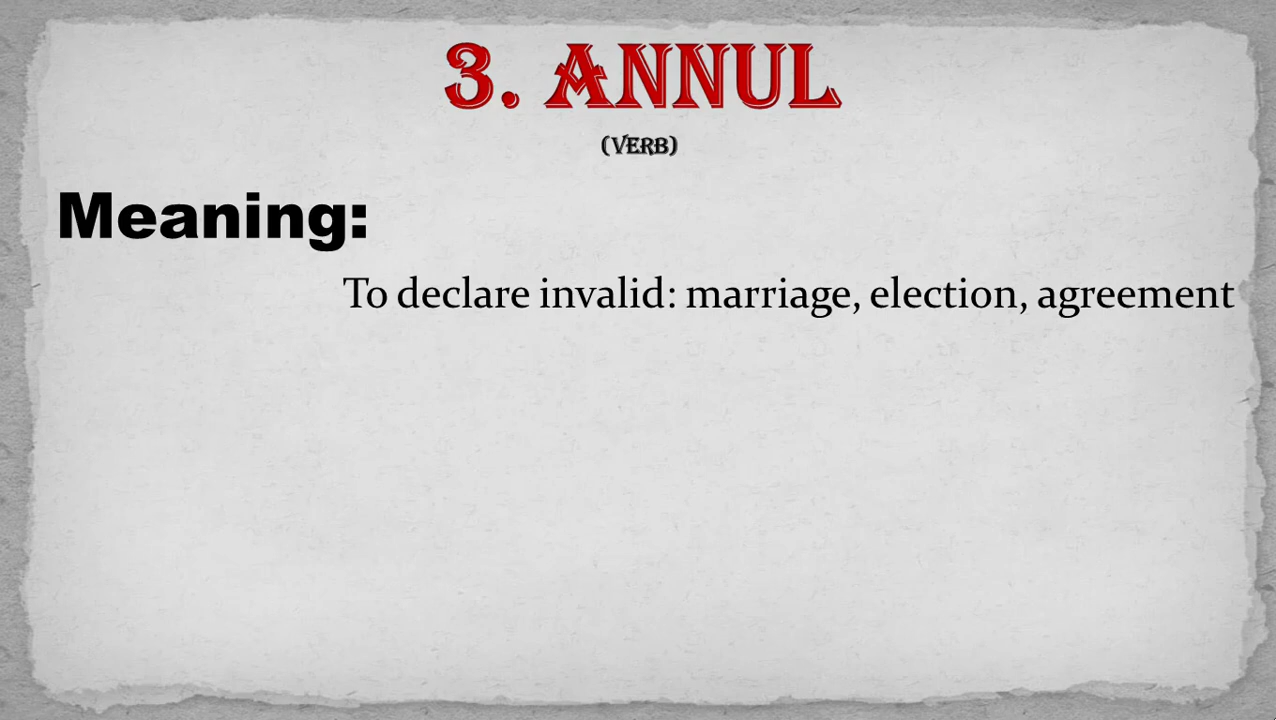 3. ANNUL
(VERB)
Meaning:
To declare invalid: marriage, election, agreement